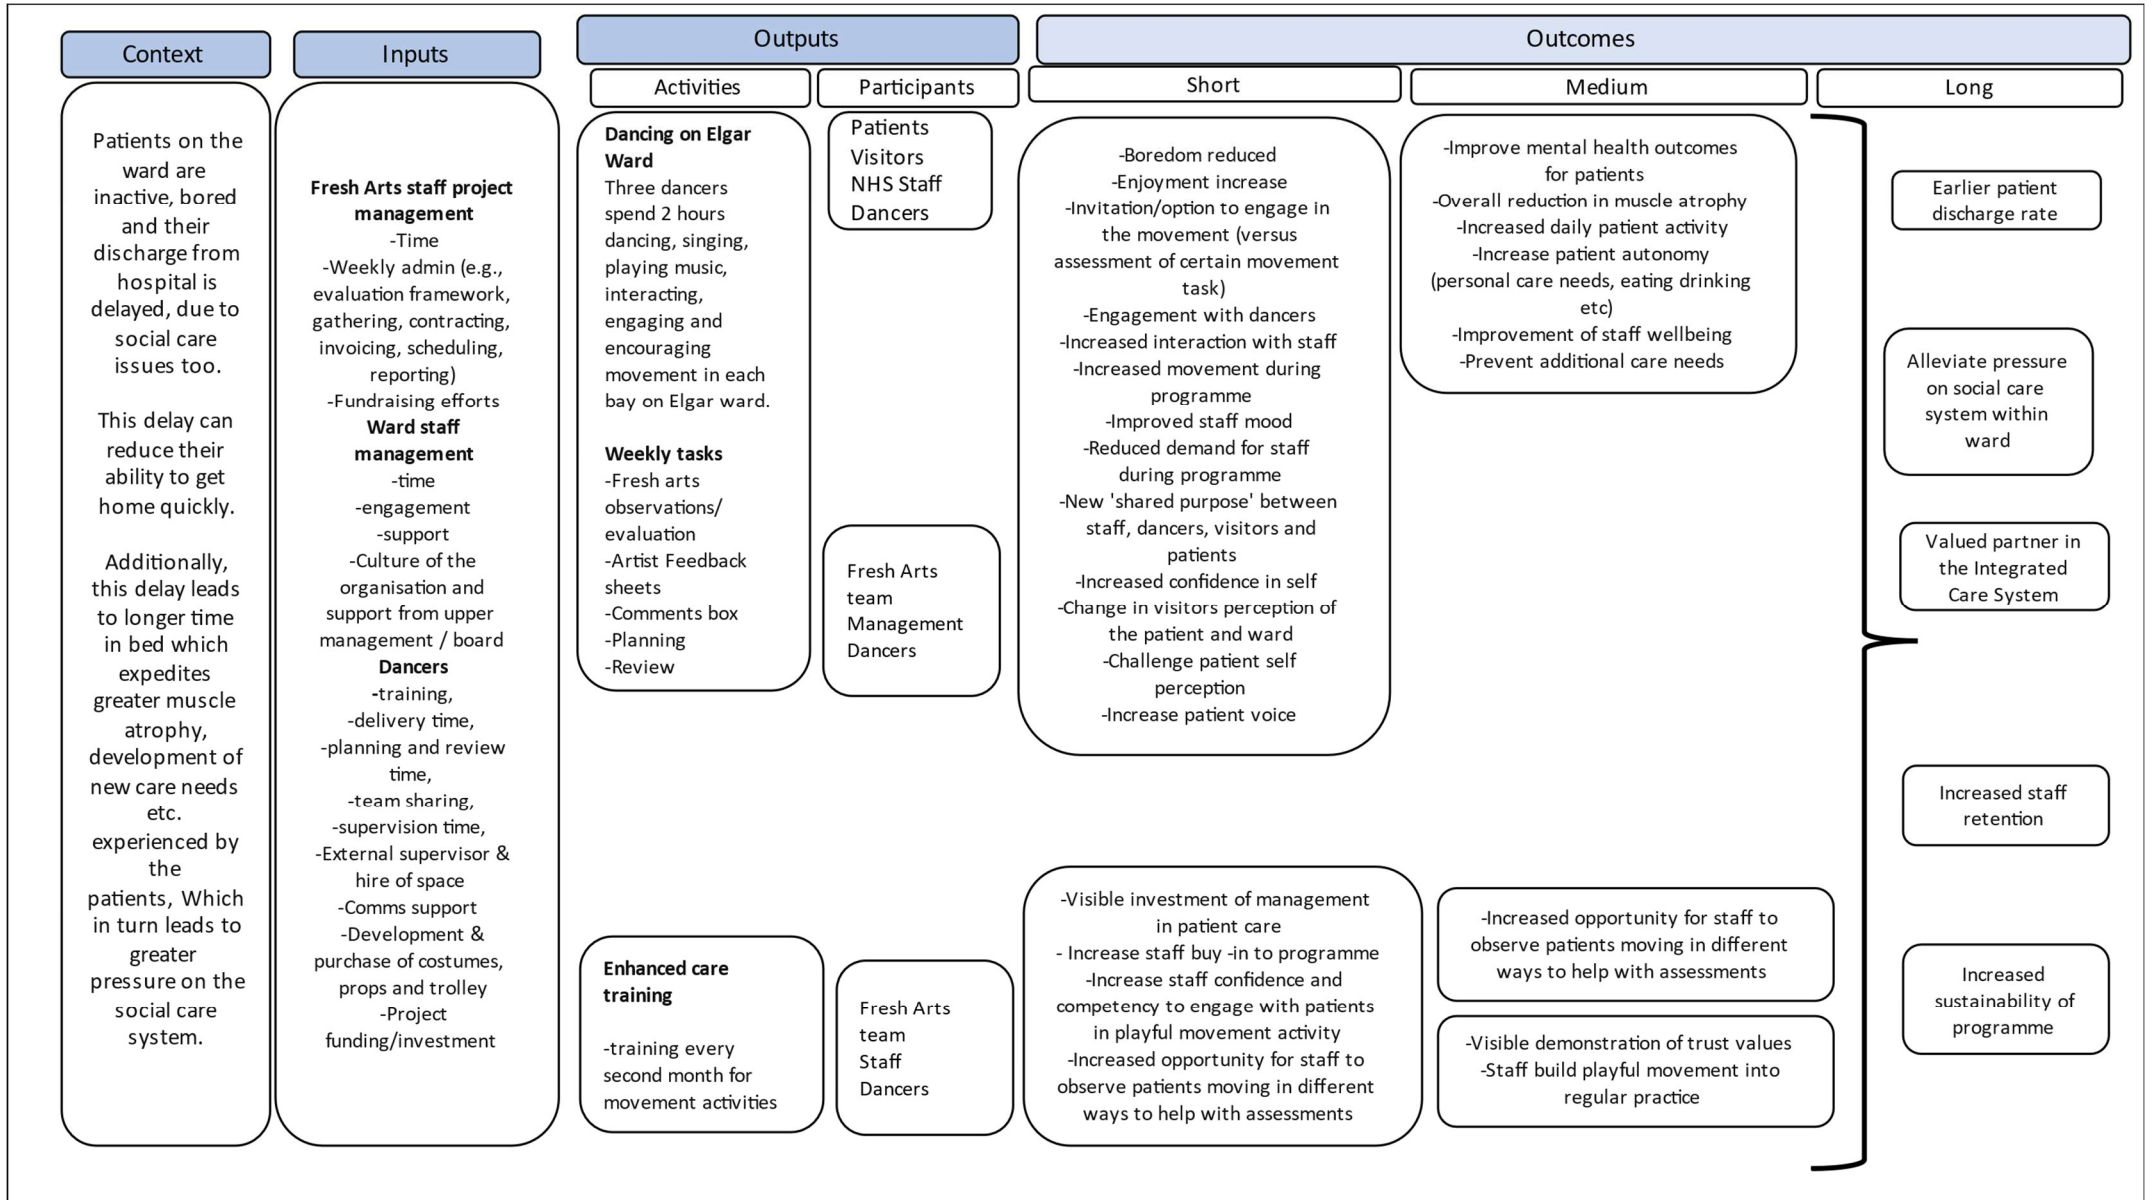 Context
Inputs
Outputs
Outcomes
Activities
Participants
Short
Medium
Long
Patients on the
ward are
inactive, bored
and their
discharge from
hospital is
delayed, due to
social care
issues too.
This delay can
reduce their
ability to get
home quickly.
Additionally,
this delay leads
to longer time
in bed which
expedites
greater muscle
atrophy,
development of
new care needs
etc.
experienced by
the
patients, Which
in turn leads to
greater
pressure on the
social care
system.
Fresh Arts staff project
management
-Time
-Weekly admin (e.g.,
evaluation framework,
gathering, contracting,
invoicing, scheduling,
reporting)
-Fundraising efforts
Ward staff
management
-time
-engagement
-support
-Culture of the
organisation and
support from upper
management / board
Dancers
-training,
-delivery time,
-planning and review
time,
-team sharing,
-supervision time,
-External supervisor &
hire of space
-Comms support
-Development &
purchase of costumes,
props and trolley
-Project
funding/investment
Dancing on Elgar
Ward
Three dancers
spend 2 hours
dancing, singing,
playing music,
interacting,
engaging and
encouraging
movement in each
bay on Elgar ward.
Weekly tasks
-Fresh arts
observations/
evaluation
-Artist Feedback
sheets
-Comments box
-Planning
-Review
Enhanced care
training
-training every
second month for
movement activities
Patients
Visitors
NHS Staff
Dancers
Fresh Arts
team
Management
Dancers
Fresh Arts
team
Staff
Dancers
-Boredom reduced
-Enjoyment increase
-Invitation/option to engage in
the movement (versus
assessment of certain movement
task)
-Engagement with dancers
-Increased interaction with staff
-Increased movement during
programme
-Improved staff mood
-Reduced demand for staff
during programme
-New 'shared purpose' between
staff, dancers, visitors and
patients
-Increased confidence in self
-Change in visitors perception of
the patient and ward
-Challenge patient self
perception
-Increase patient voice
-Visible investment of management
in patient care
- Increase staff buy -in to programme
-Increase staff confidence and
competency to engage with patients
in playful movement activity
-Increased opportunity for staff to
observe patients moving in different
ways to help with assessments
-Improve mental health outcomes
for patients
-Overall reduction in muscle atrophy
-Increased daily patient activity
-Increase patient autonomy
(personal care needs, eating drinking
etc)
-Improvement of staff wellbeing
-Prevent additional care needs
-Increased opportunity for staff to
observe patients moving in different
ways to help with assessments
-Visible demonstration of trust values
-Staff build playful movement into
regular practice
Earlier patient
discharge rate
Alleviate pressure
on social care
system within
ward
Valued partner in
the Integrated
Care System
Increased staff
retention
Increased
sustainability of
programme